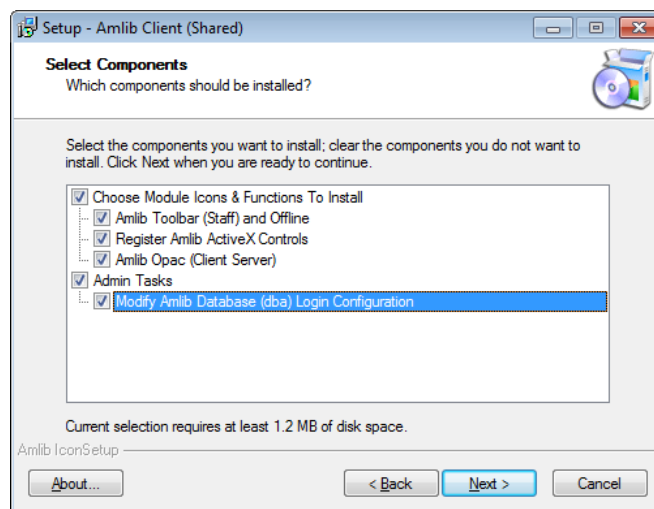 Setup - Amlib Client (Shared)
Select Components
Which components should be installed?
Select the components you want to install; clear the components you do not want to
install. Click Next when you are ready to continue.
Choose Module Icons & Functions To Install
Amlib Toolbar (Staff) and Offline
Register Amlib ActiveX Controls
Amlib Opac (Client Server)
Admin Tasks
Modify Amlib Database (dba) Login Configuration
Current selection requires at least 1.2 MB of disk space.
Amlib IconSetup
About... < Back Next > Cancel